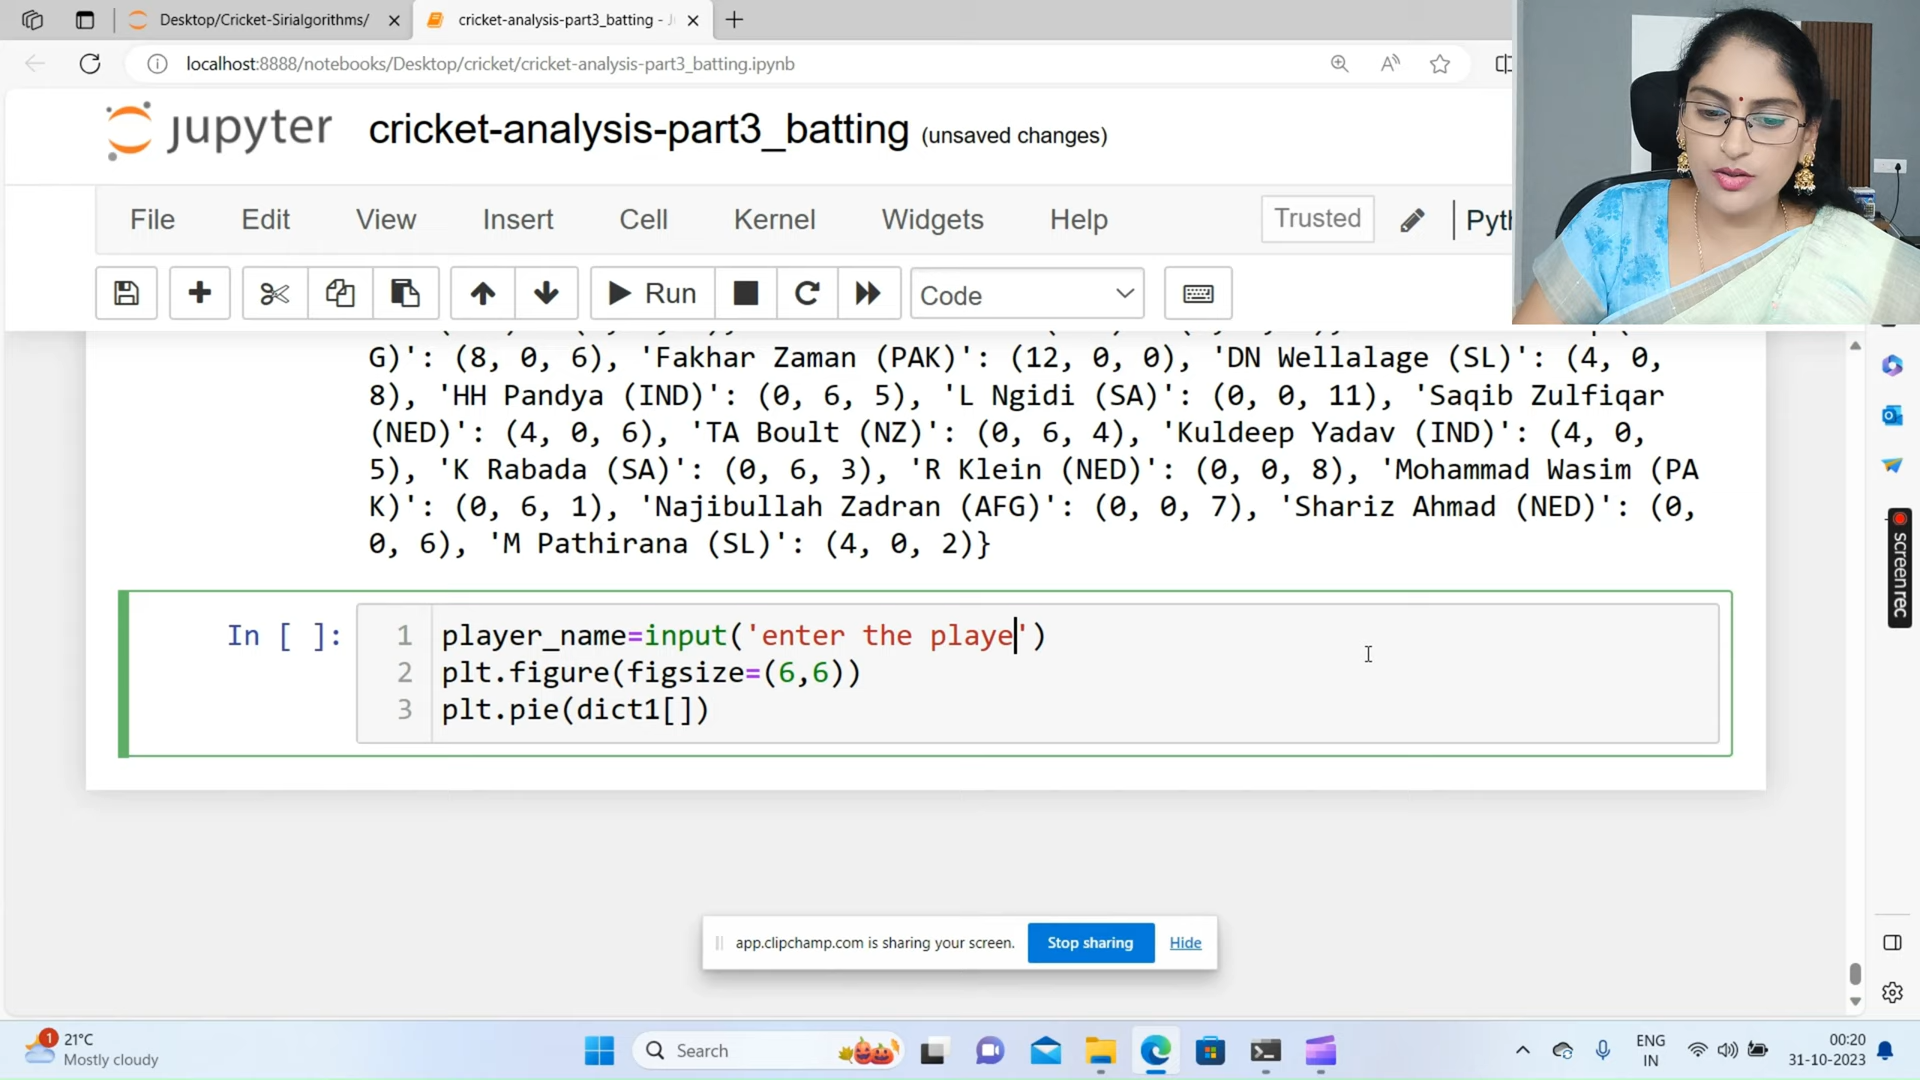 Desktop/Cricket-Sirialgorithms/
cricket-analysis-part3_batting -
localhost:8888/notebooks/Desktop/cricket/cricket-analysis-part3_batting.ipynb
jupyter cricket-analysis-part3_batting (unsaved changes)
File Edit View Insert Cell Kernel Widgets Help Trusted Pyth
Run Code
G)': (8, 0, 6), 'Fakhar Zaman (PAK)': (12, 0, 0), 'DN Wellalage (SL)': (4, 0,
8), 'HH Pandya (IND)': (0, 6, 5), 'L Ngidi (SA)': (0, 0, 11), 'Saqib Zulfiqar
(NED)': (4, 0, 6), 'TA Boult (NZ)': (0, 6, 4), 'Kuldeep Yadav (IND)': (4, 0,
5), 'K Rabada (SA)': (0, 6, 3), 'R Klein (NED)': (0, 0, 8), 'Mohammad Wasim (PA
K)': (0, 6, 1), 'Najibullah Zadran (AFG)': (0, 0, 7), 'Shariz Ahmad (NED)': (0,
0, 6), 'M Pathirana (SL)': (4, 0, 2)}
In [ ]: 1 player_name=input('enter the playe')
2 plt.figure(figsize=(6,6))
3 plt.pie(dict1[])
screenrec
app.clipchamp.com is sharing your screen. Stop sharing Hide
1 21°C
Mostly cloudy
Search
ENG
IN
00:20
31-10-2023